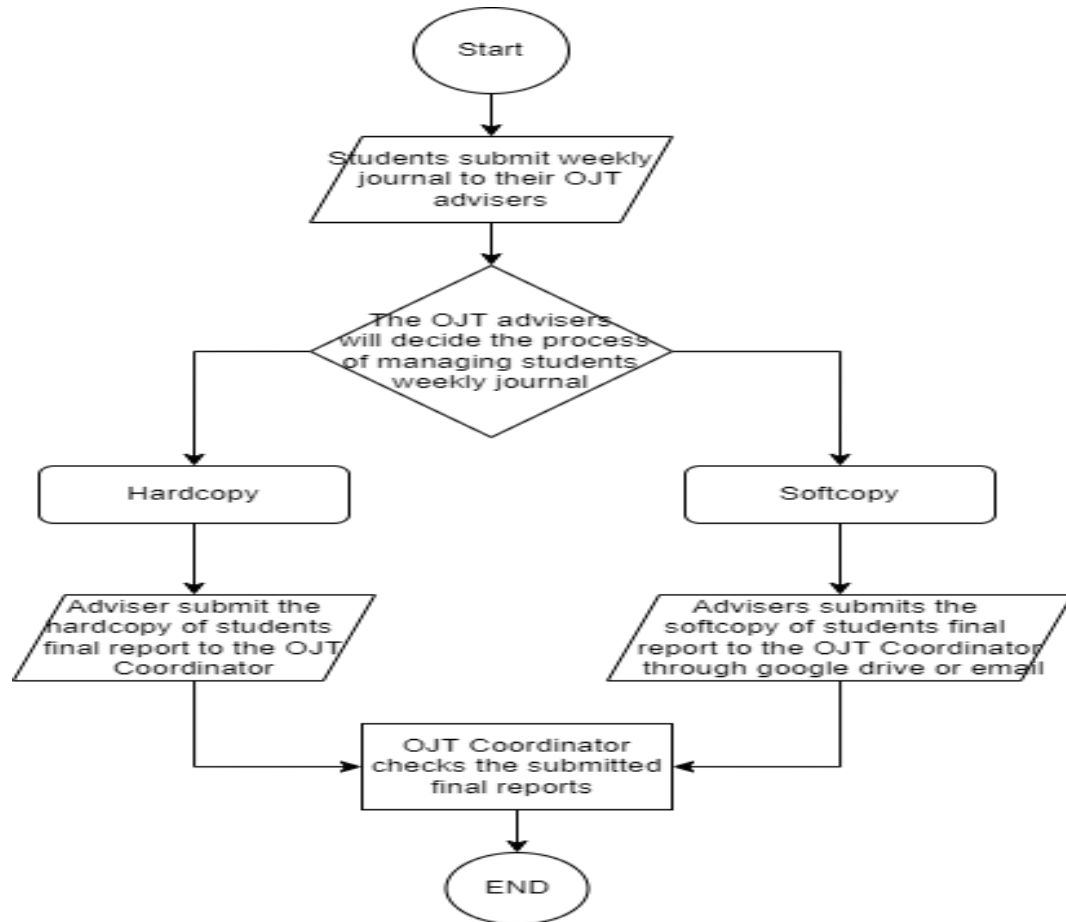 Start
Students submit weekly
journal to their OJT
advisers
The OJT advisers
will decide the process
of managing students
weekly journal
Hardcopy
Softcopy
Adviser submit the
hardcopy of students
final report to the OJT
Coordinator
Advisers submits the
softcopy of students final
report to the OJT Coordinator
through google drive or email
OJT Coordinator
checks the submitted
final reports
END